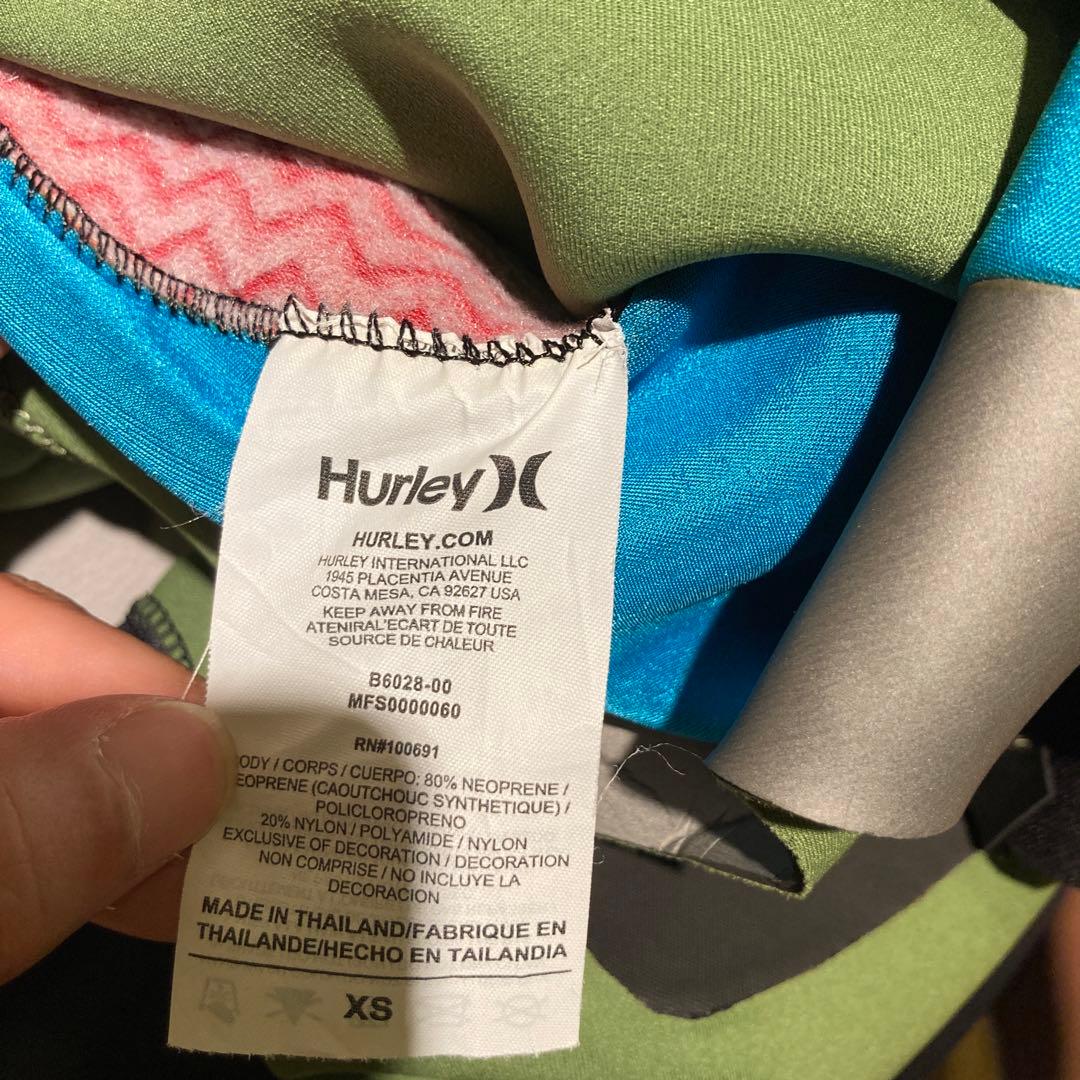 Hurley
HURLEY.COM
HURLEY INTERNATIONAL LLC
1945 PLACENTIA AVENUE
COSTA MESA, CA 92627 USA
KEEP AWAY FROM FIRE
ATENIRAL'ECART DE TOUTE
SOURCE DE CHALEUR
B6028-00
MFS0000060
RN#100691
ODY / CORPS / CUERPO: 80% NEOPRENE /
EOPRENE (CAOUTCHOUC SYNTHETIQUE) /
POLICLOROPRENO
20% NYLON / POLYAMIDE / NYLON
EXCLUSIVE OF DECORATION / DECORATION
NON COMPRISE / NO INCLUYE LA
DECORACION
MADE IN THAILAND/FABRIQUE EN
THAILANDE/HECHO EN TAILANDIA
XS